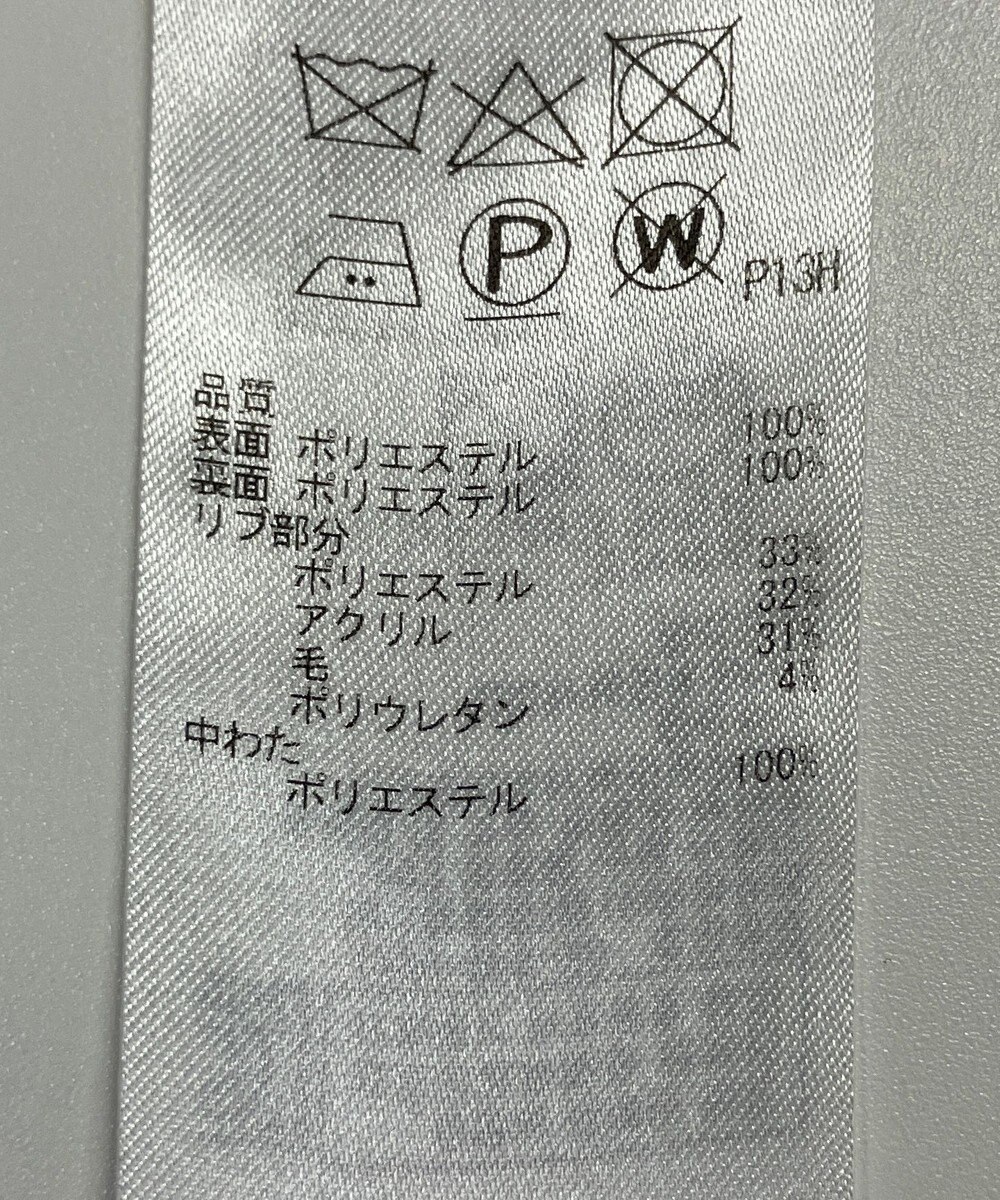 P W P13H
品質
表面 ポリエステル 100%
裏面 ポリエステル 100%
リブ部分
ポリエステル 33%
アクリル 32%
毛 31%
ポリウレタン 4%
中わた
ポリエステル 100%